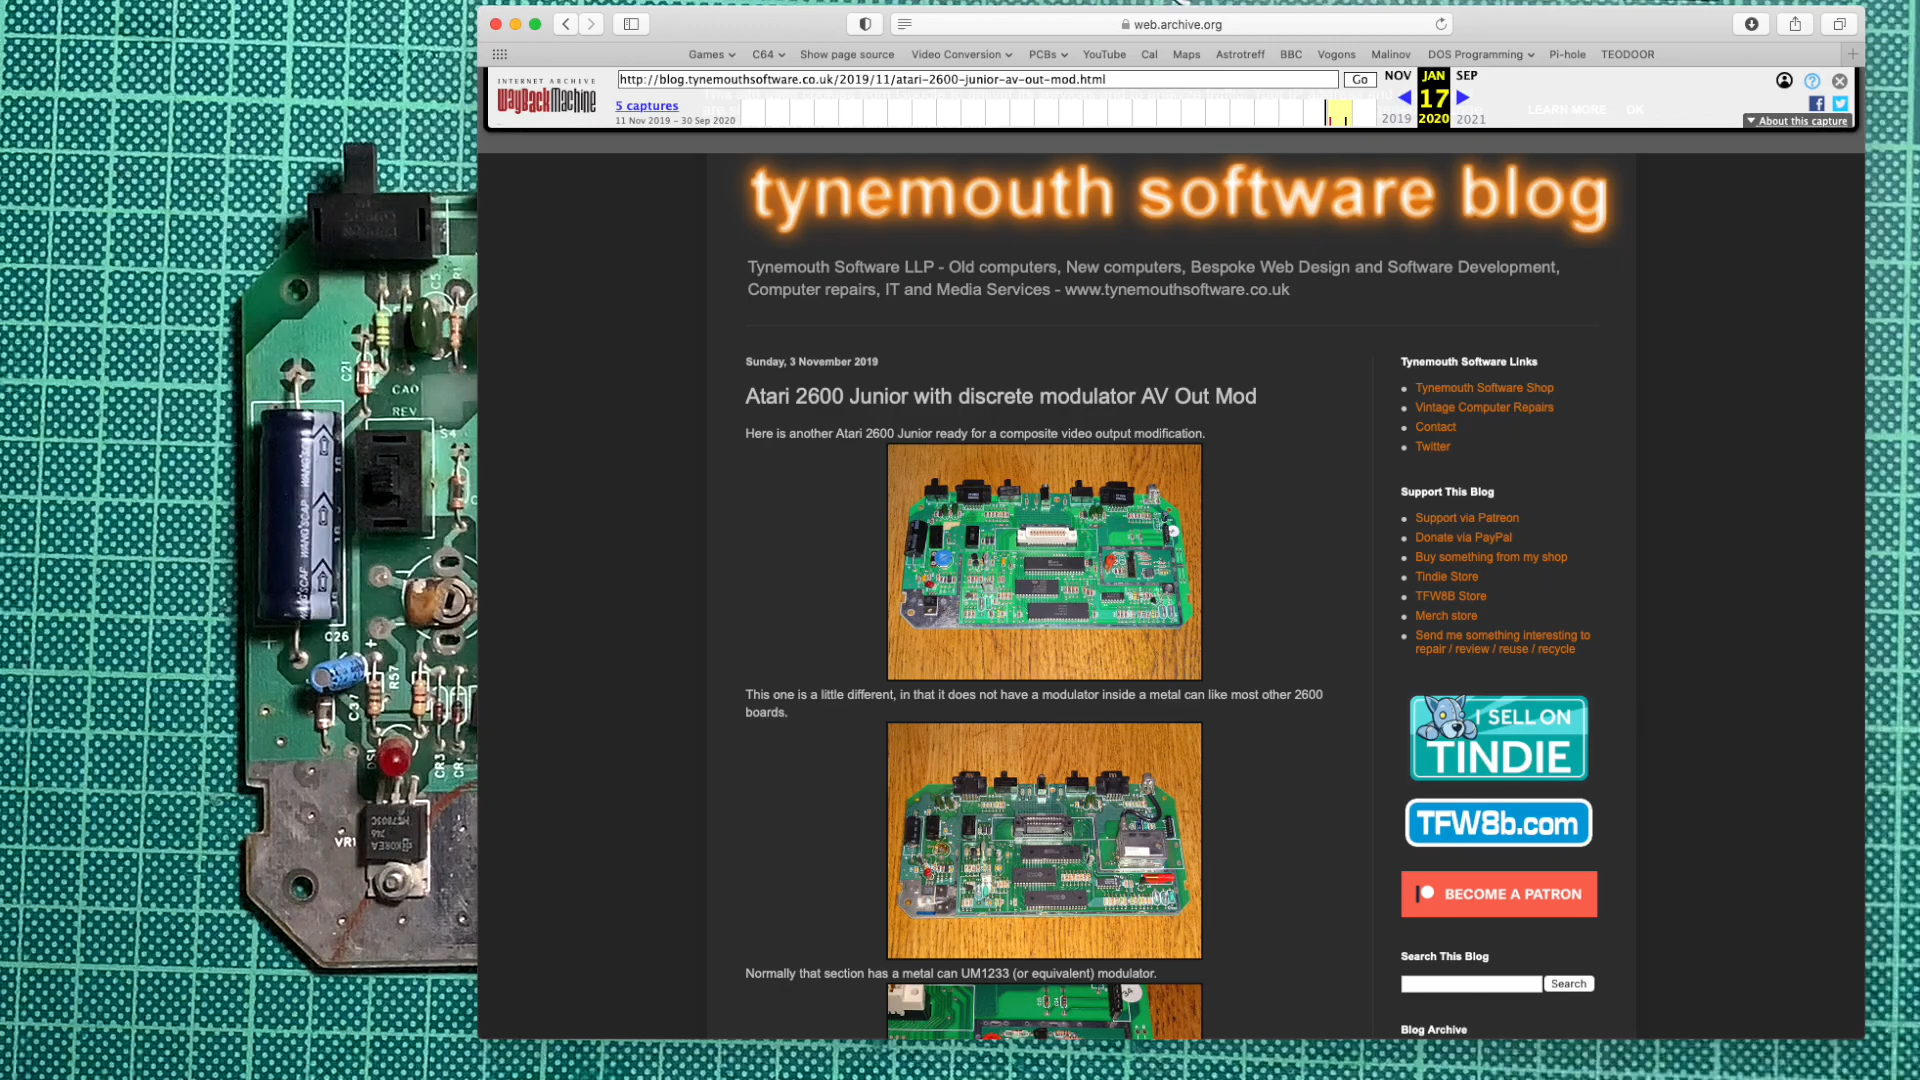 web.archive.org
Games
C64
Show page source
Video Conversion
PCBs
YouTube
Cal
Maps
Astrotreff
BBC
Vogons
Malinov
DOS Programming
Pi-hole
TEODOOR
INTERNET ARCHIVE
WayBackMachine
http://blog.tynemouthsoftware.co.uk/2019/11/atari-2600-junior-av-out-mod.html
Go
NOV JAN SEP
5 captures
17
11 Nov 2019 – 30 Sep 2020
2019 2020 2021
LEARN MORE OK
About this capture
tynemouth software blog
Tynemouth Software LLP - Old computers, New computers, Bespoke Web Design and Software Development,
Computer repairs, IT and Media Services - www.tynemouthsoftware.co.uk
Sunday, 3 November 2019
Atari 2600 Junior with discrete modulator AV Out Mod
Here is another Atari 2600 Junior ready for a composite video output modification.
This one is a little different, in that it does not have a modulator inside a metal can like most other 2600
boards.
Normally that section has a metal can UM1233 (or equivalent) modulator.
Tynemouth Software Links
Tynemouth Software Shop
Vintage Computer Repairs
Contact
Twitter
Support This Blog
Support via Patreon
Donate via PayPal
Buy something from my shop
Tindie Store
TFW8B Store
Merch store
Send me something interesting to
repair / review / reuse / recycle
I SELL ON
TINDIE
TFW8b.com
BECOME A PATRON
Search This Blog
Search
Blog Archive
C5
C21
CAO
REV
S4
WANG'SCAP
C26
R57
C37
CR3
VR1
KOREA
34